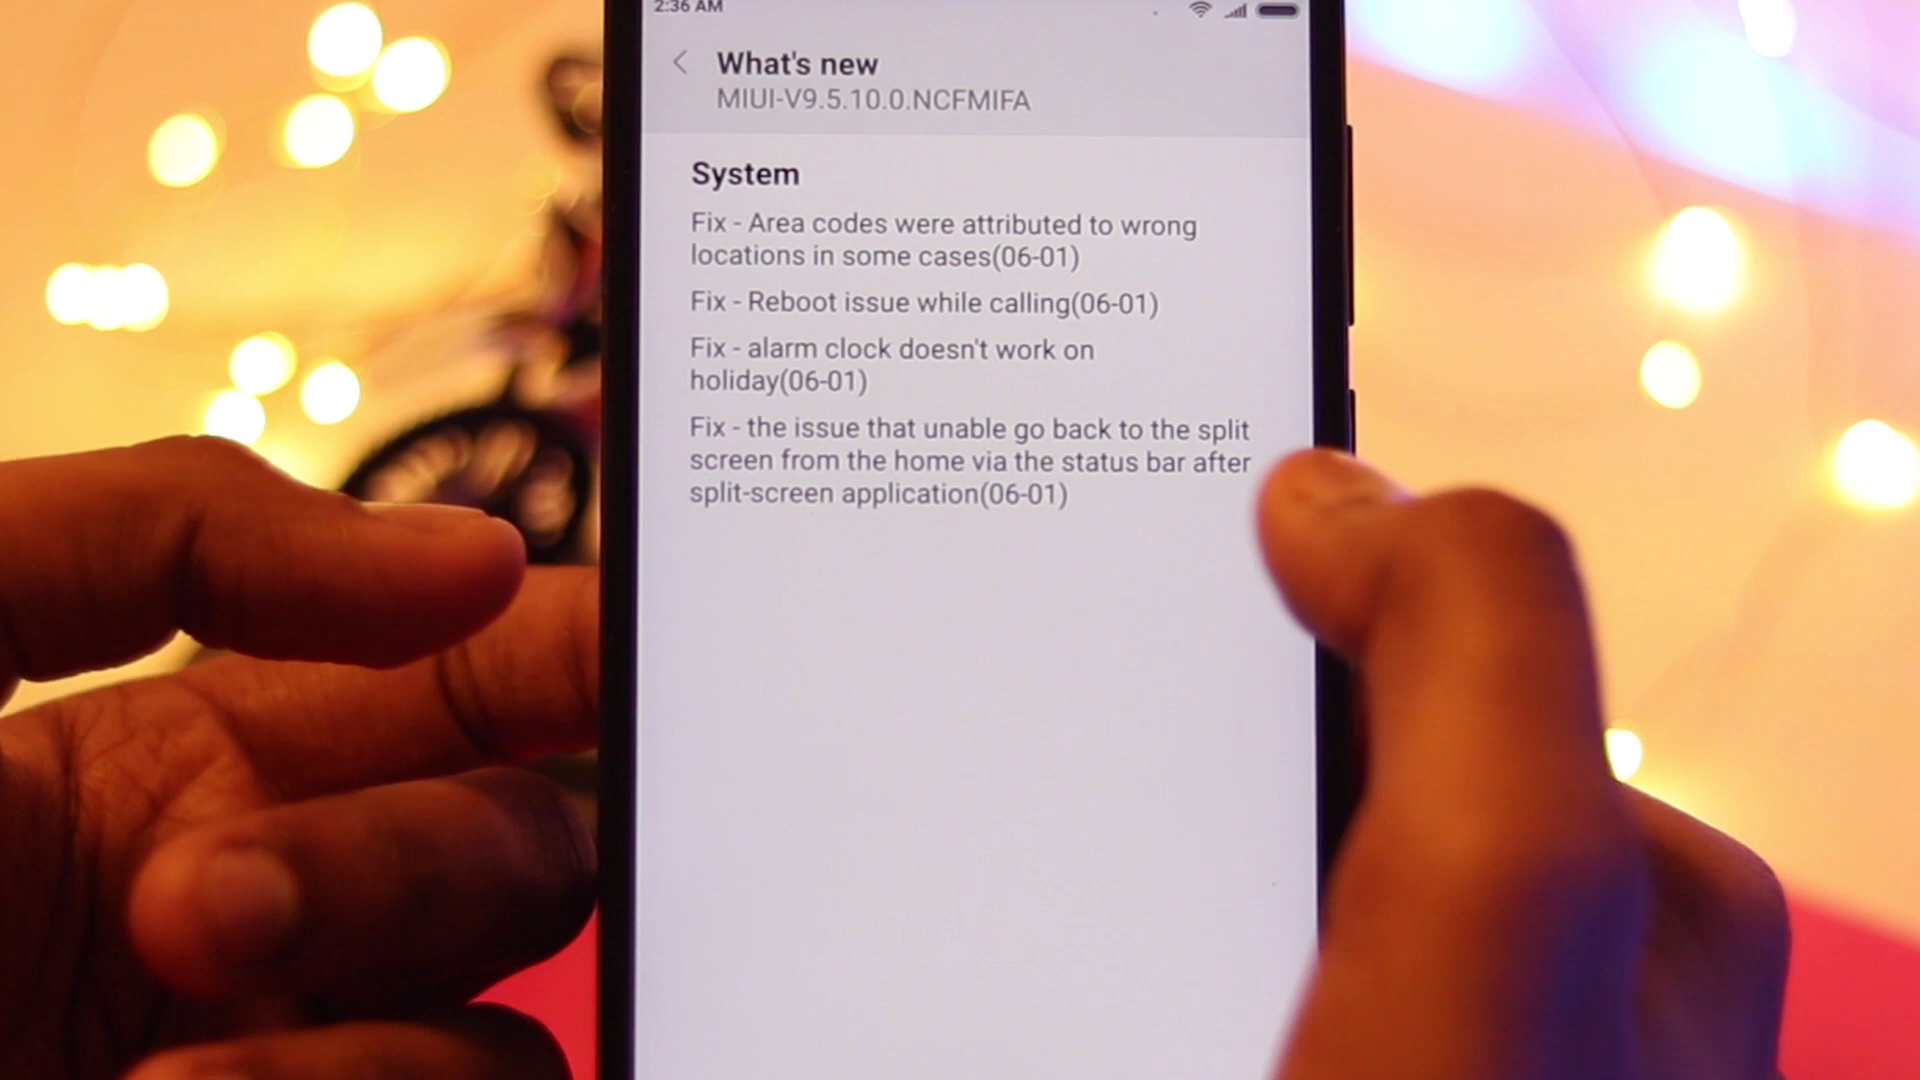 2:36 AM
What's new
MIUI-V9.5.10.0.NCFMIFA
System
Fix - Area codes were attributed to wrong
locations in some cases(06-01)
Fix - Reboot issue while calling(06-01)
Fix - alarm clock doesn't work on
holiday(06-01)
Fix - the issue that unable go back to the split
screen from the home via the status bar after
split-screen application(06-01)